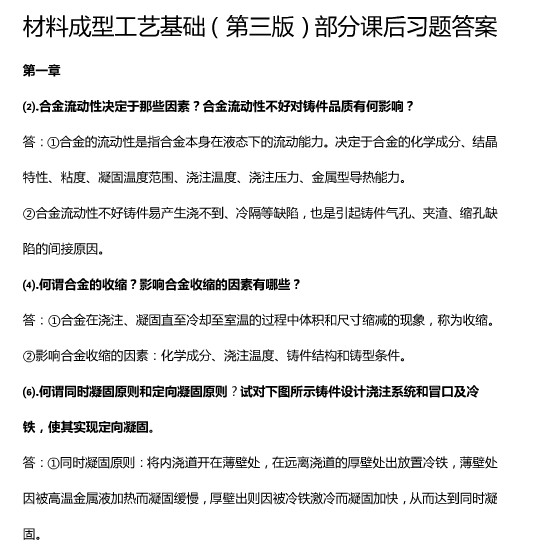 材料成型工艺基础（第三版）部分课后习题答案
第一章
⑵.合金流动性决定于那些因素？合金流动性不好对铸件品质有何影响？
答：①合金的流动性是指合金本身在液态下的流动能力。决定于合金的化学成分、结晶
特性、粘度、凝固温度范围、浇注温度、浇注压力、金属型导热能力。
②合金流动性不好铸件易产生浇不到、冷隔等缺陷，也是引起铸件气孔、夹渣、缩孔缺
陷的间接原因。
⑷.何谓合金的收缩？影响合金收缩的因素有哪些？
答：①合金在浇注、凝固直至冷却至室温的过程中体积和尺寸缩减的现象，称为收缩。
②影响合金收缩的因素：化学成分、浇注温度、铸件结构和铸型条件。
⑹.何谓同时凝固原则和定向凝固原则？试对下图所示铸件设计浇注系统和冒口及冷
铁，使其实现定向凝固。
答：①同时凝固原则：将内浇道开在薄壁处，在远离浇道的厚壁处出放置冷铁，薄壁处
因被高温金属液加热而凝固缓慢，厚壁出则因被冷铁激冷而凝固加快，从而达到同时凝
固。